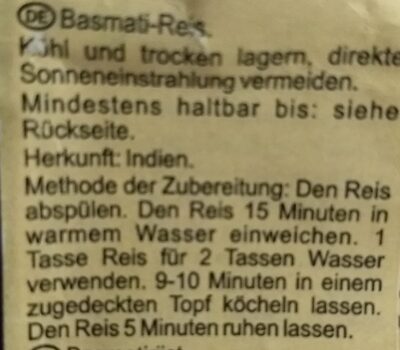 DE Basmati-Reis.
Kühl und trocken lagern, direkte
Sonneneinstrahlung vermeiden.
Mindestens haltbar bis: siehe
Rückseite.
Herkunft: Indien.
Methode der Zubereitung: Den Reis
abspülen. Den Reis 15 Minuten in
warmem Wasser einweichen. 1
Tasse Reis für 2 Tassen Wasser
verwenden. 9-10 Minuten in einem
zugedeckten Topf köcheln lassen.
Den Reis 5 Minuten ruhen lassen.